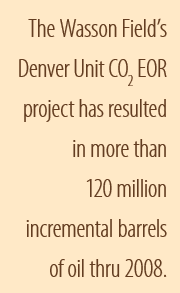 The Wasson Field's
Denver Unit CO₂ EOR
project has resulted
in more than
120 million
incremental barrels
of oil thru 2008.